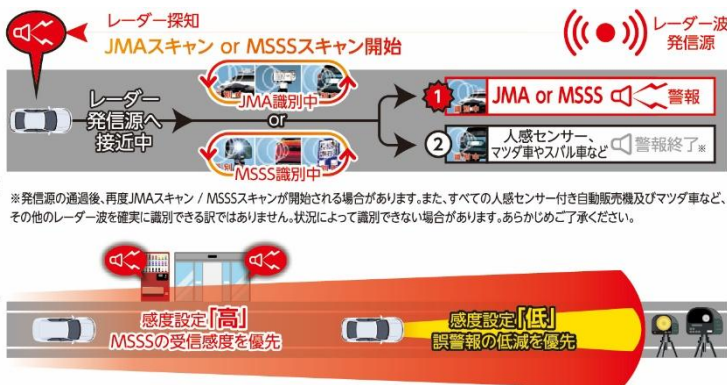 レーダー探知
JMAスキャン or MSSSスキャン開始
レーダー波
発信源
レーダー
発信源へ
接近中
JMA識別中
or
MSSS識別中
1 JMA or MSSS 警報
2 人感センサー、
マツダ車やスバル車など 警報終了※
※発信源の通過後、再度JMAスキャン / MSSSスキャンが開始される場合があります。また、すべての人感センサー付き自動販売機及びマツダ車など、
その他のレーダー波を確実に識別できる訳ではありません。状況によって識別できない場合があります。あらかじめご了承ください。
感度設定「高」
MSSSの受信感度を優先
感度設定「低」
誤警報の低減を優先